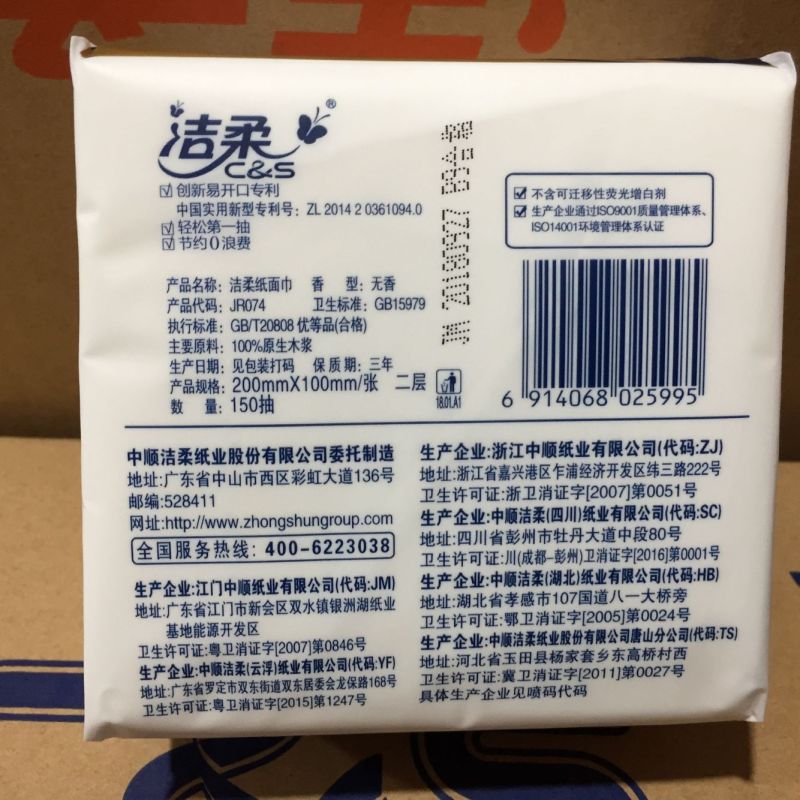 洁柔®
C&S
☑创新易开口专利
中国实用新型专利号：ZL 2014 2 0361094.0
☑轻松第一抽
☑节约0浪费
产品名称：洁柔纸面巾 香 型：无香
产品代码：JR074 卫生标准：GB15979
执行标准：GB/T20808 优等品(合格)
主要原料：100%原生木浆
生产日期：见包装打码 保 质 期：三年
产品规格：200mmX100mm/张 二层
数 量：150抽
18.01.A1
JM 20180927
合格
☑ 不含可迁移性荧光增白剂
☑ 生产企业通过ISO9001质量管理体系、
ISO14001环境管理体系认证
6 914068 025995
中顺洁柔纸业股份有限公司委托制造
地址:广东省中山市西区彩虹大道136号
邮编:528411
网址:http://www.zhongshungroup.com
全国服务热线：400-6223038
生产企业:江门中顺纸业有限公司(代码:JM)
地址:广东省江门市新会区双水镇银洲湖纸业
基地能源开发区
卫生许可证:粤卫消证字[2007]第0846号
生产企业:中顺洁柔(云浮)纸业有限公司(代码:YF)
地址:广东省罗定市双东街道双东居委会龙保路168号
卫生许可证:粤卫消证字[2015]第1247号
生产企业:浙江中顺纸业有限公司(代码:ZJ)
地址:浙江省嘉兴港区乍浦经济开发区纬三路222号
卫生许可证:浙卫消证字[2007]第0051号
生产企业:中顺洁柔(四川)纸业有限公司(代码:SC)
地址:四川省彭州市牡丹大道中段80号
卫生许可证:川(成都-彭州)卫消证字[2016]第0001号
生产企业:中顺洁柔(湖北)纸业有限公司(代码:HB)
地址:湖北省孝感市107国道八一大桥旁
卫生许可证:鄂卫消证字[2005]第0024号
生产企业:中顺洁柔纸业股份有限公司唐山分公司(代码:TS)
地址:河北省玉田县杨家套乡东高桥村西
卫生许可证:冀卫消证字[2011]第0027号
具体生产企业见喷码代码